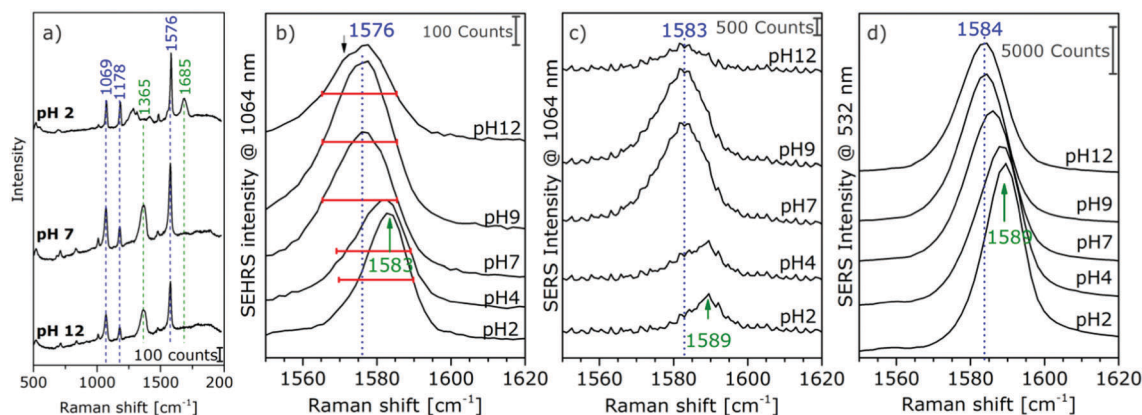 a)
1069
1178
1365
1576
1685
pH 2
pH 7
pH 12
100 counts
Intensity
500 1000 1500 200
Raman shift [cm⁻¹]
b)
1576
100 Counts
pH12
pH9
pH7
1583
pH4
pH2
SEHRS Intensity @ 1064 nm
1560 1580 1600 1620
Raman shift [cm⁻¹]
c)
1583
500 Counts
pH12
pH9
pH7
pH4
pH2
1589
SERS Intensity @ 1064 nm
1560 1580 1600 1620
Raman shift [cm⁻¹]
d)
1584
5000 Counts
pH12
pH9
1589
pH7
pH4
pH2
SERS Intensity @ 532 nm
1560 1580 1600 1620
Raman shift [cm⁻¹]